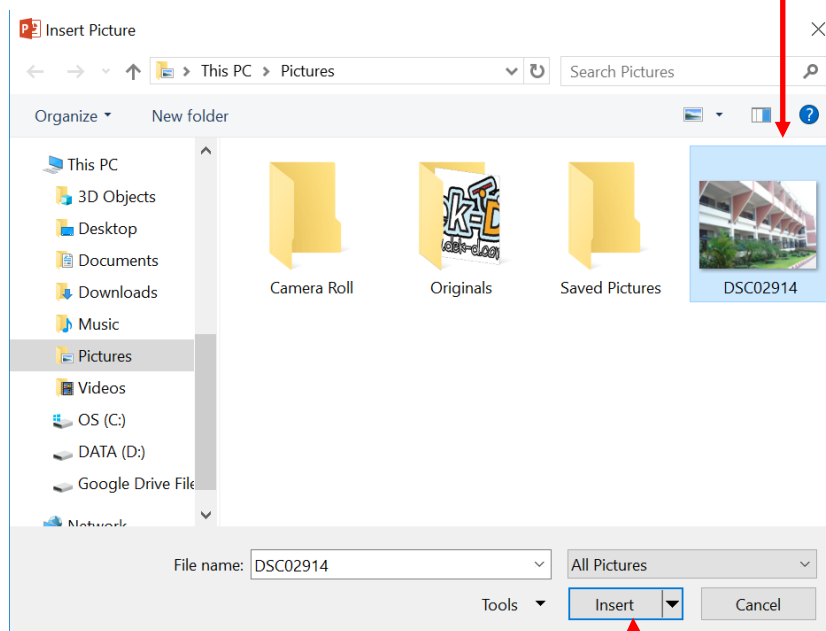 Insert Picture
This PC > Pictures
Search Pictures
Organize
New folder
This PC
3D Objects
Desktop
Documents
Downloads
Music
Pictures
Videos
OS (C:)
DATA (D:)
Google Drive File
Network
Camera Roll
Originals
Saved Pictures
DSC02914
File name: DSC02914
All Pictures
Tools
Insert
Cancel